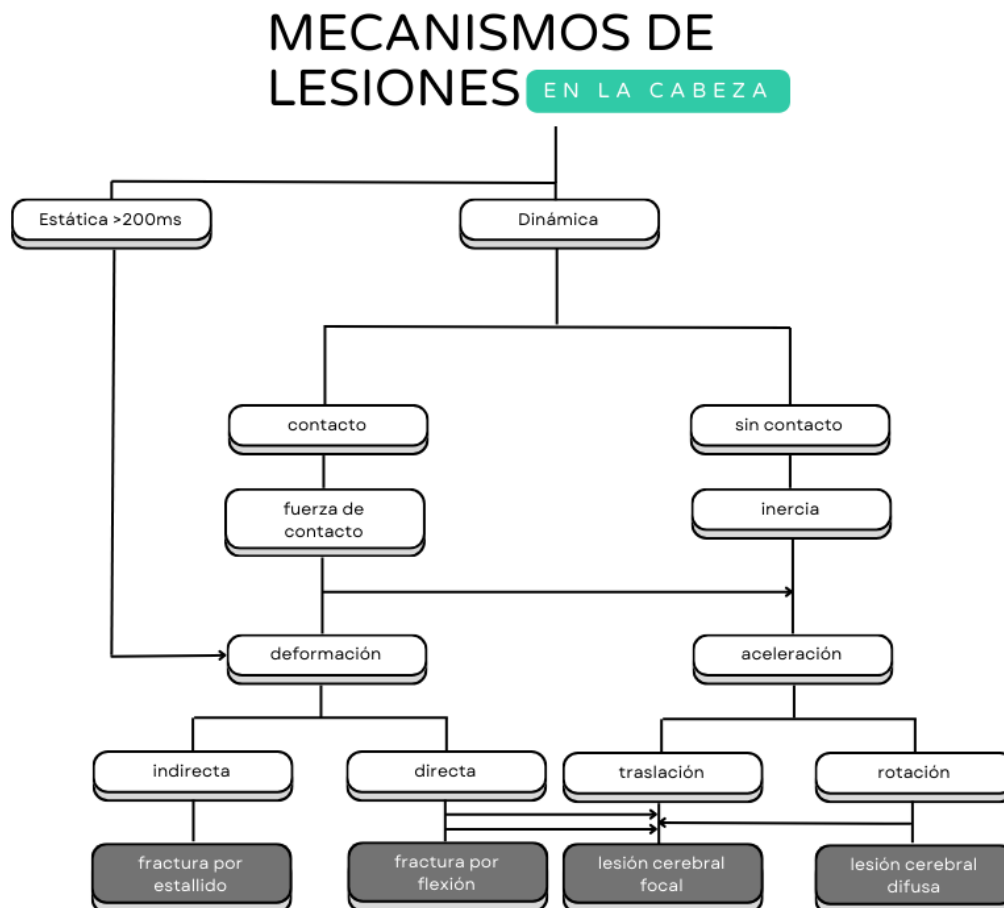 MECANISMOS DE
LESIONES EN LA CABEZA
Estática >200ms
Dinámica
contacto
sin contacto
fuerza de
contacto
inercia
deformación
aceleración
indirecta
directa
traslación
rotación
fractura por
estallido
fractura por
flexión
lesión cerebral
focal
lesión cerebral
difusa